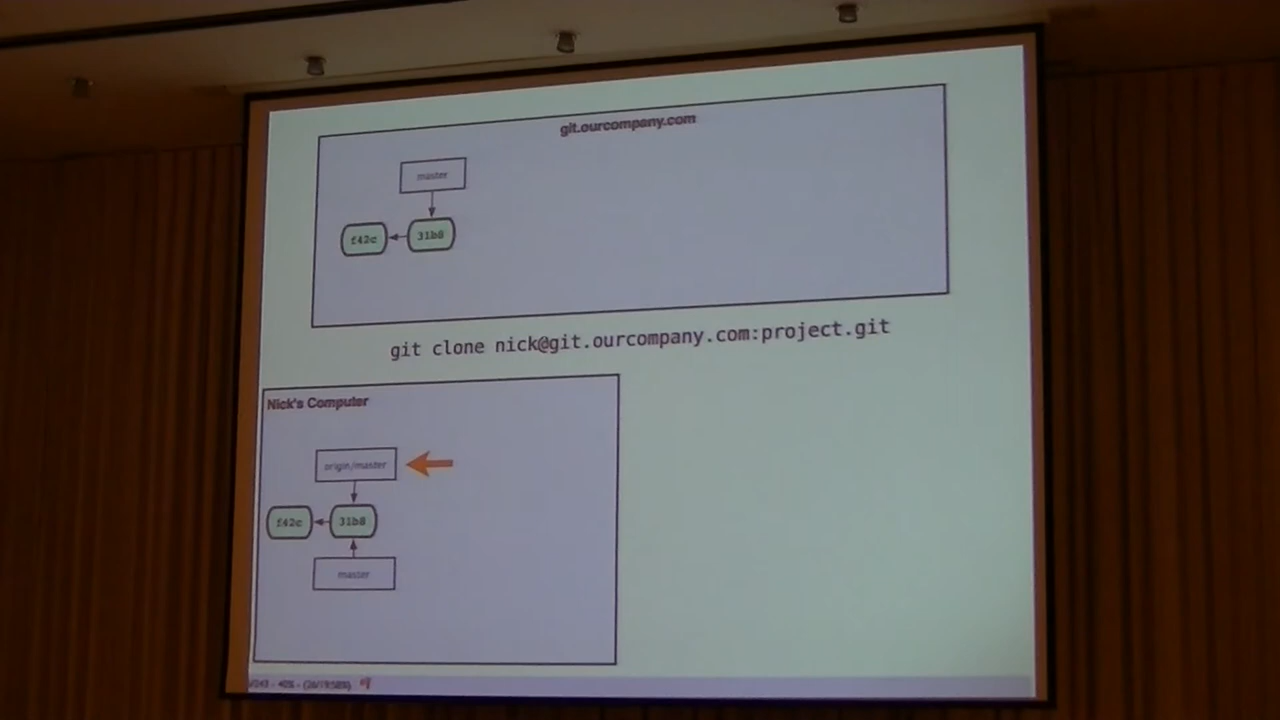 git.ourcompany.com
master
f42c
31b8
git clone nick@git.ourcompany.com:project.git
Nick's Computer
origin/master
f42c
31b8
master